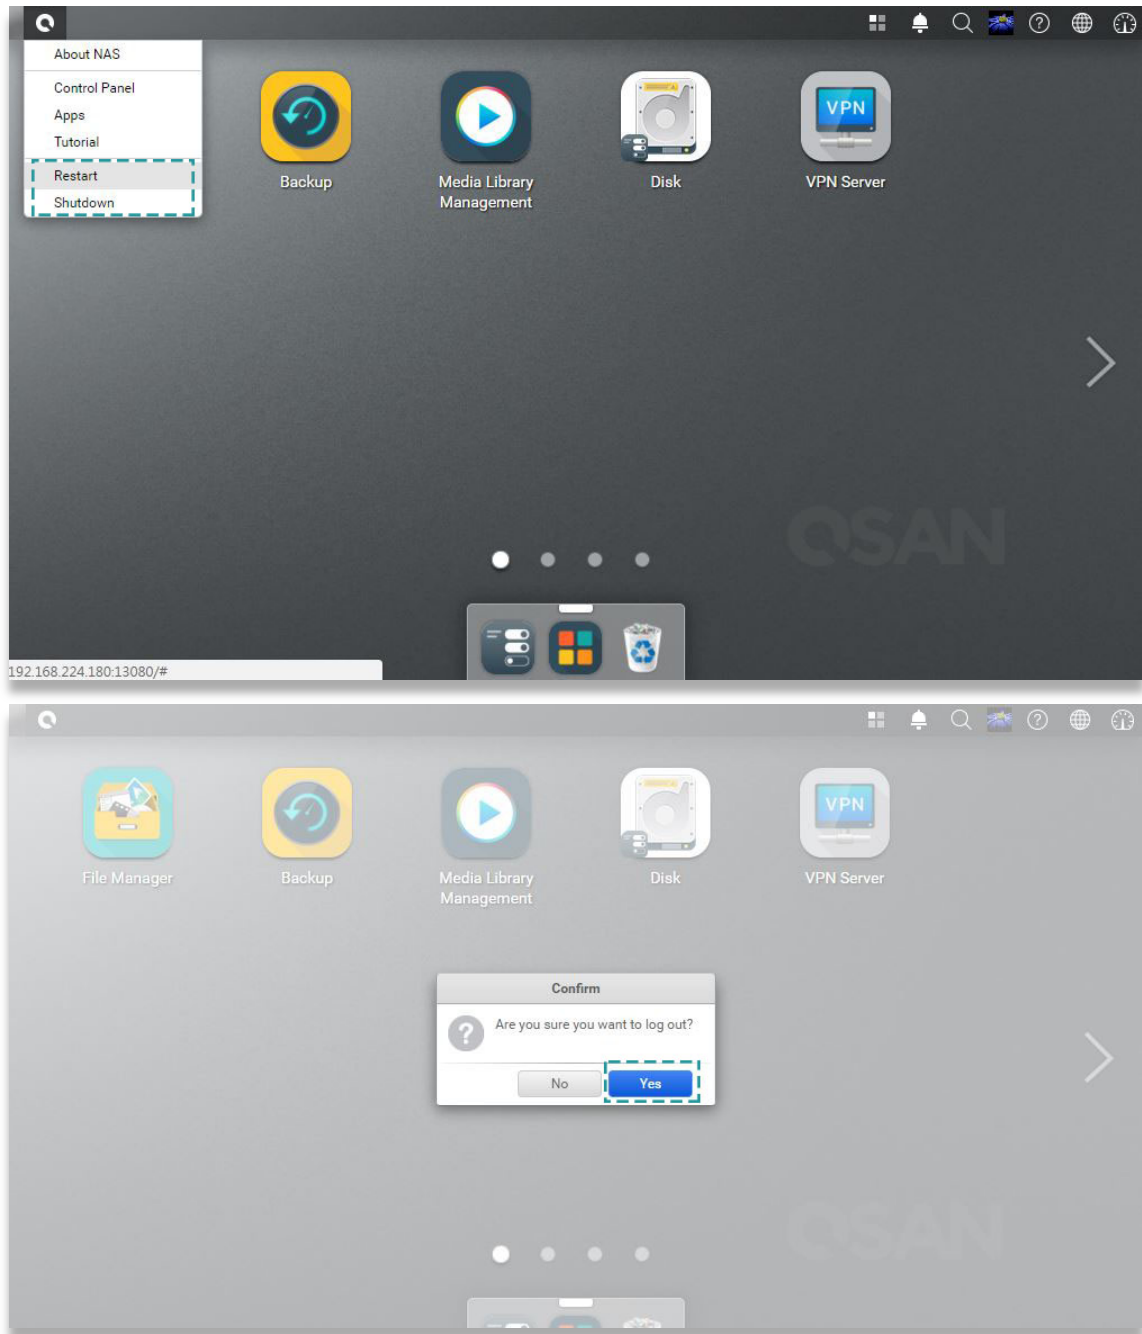 About NAS
Control Panel
Apps
Tutorial
Restart
Shutdown
VPN
Backup
Media Library
Management
Disk
VPN Server
QSAN
192.168.224.180:13080/#
VPN
File Manager
Backup
Media Library
Management
Disk
VPN Server
Confirm
Are you sure you want to log out?
No
Yes
QSAN